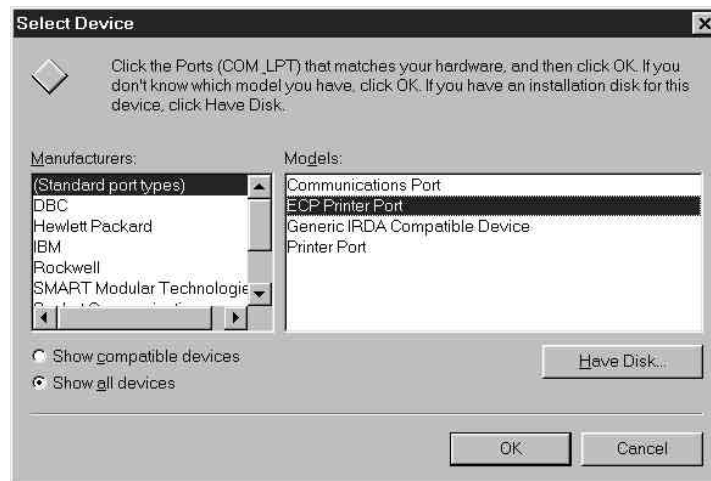 Select Device
Click the Ports (COM_LPT) that matches your hardware, and then click OK. If you
don't know which model you have, click OK. If you have an installation disk for this
device, click Have Disk.
Manufacturers:
(Standard port types)
DBC
Hewlett Packard
IBM
Rockwell
SMART Modular Technologie
Models:
Communications Port
ECP Printer Port
Generic IRDA Compatible Device
Printer Port
Show compatible devices
Show all devices
Have Disk...
OK
Cancel